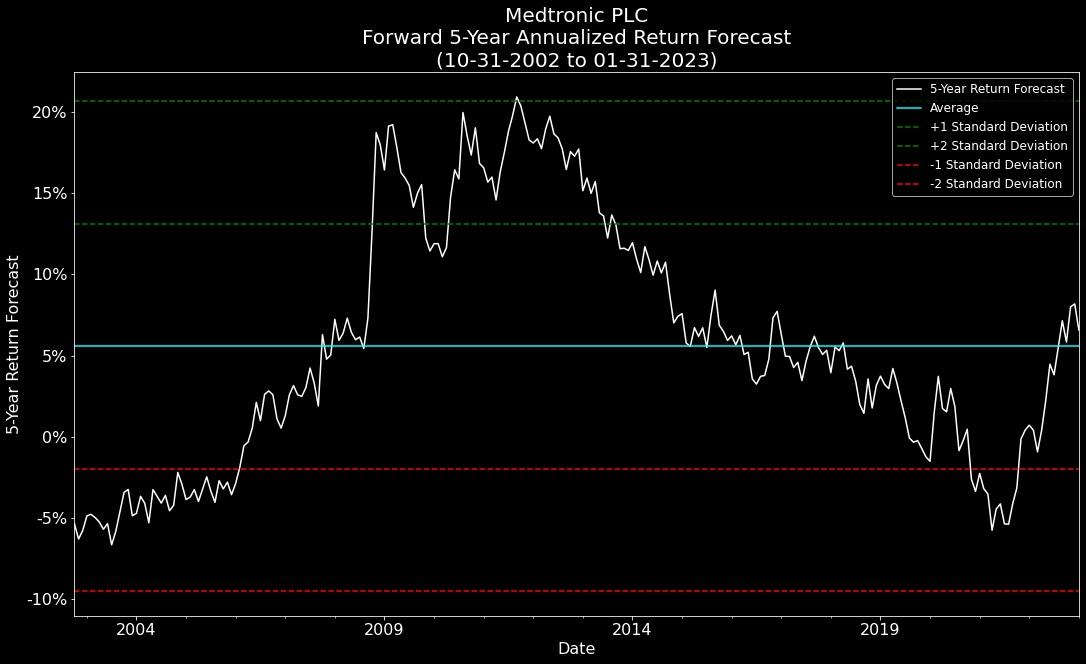 Medtronic PLC
Forward 5-Year Annualized Return Forecast
(10-31-2002 to 01-31-2023)
5-Year Return Forecast
Average
+1 Standard Deviation
+2 Standard Deviation
-1 Standard Deviation
-2 Standard Deviation
5-Year Return Forecast
20%
15%
10%
5%
0%
-5%
-10%
2004
2009
2014
2019
Date